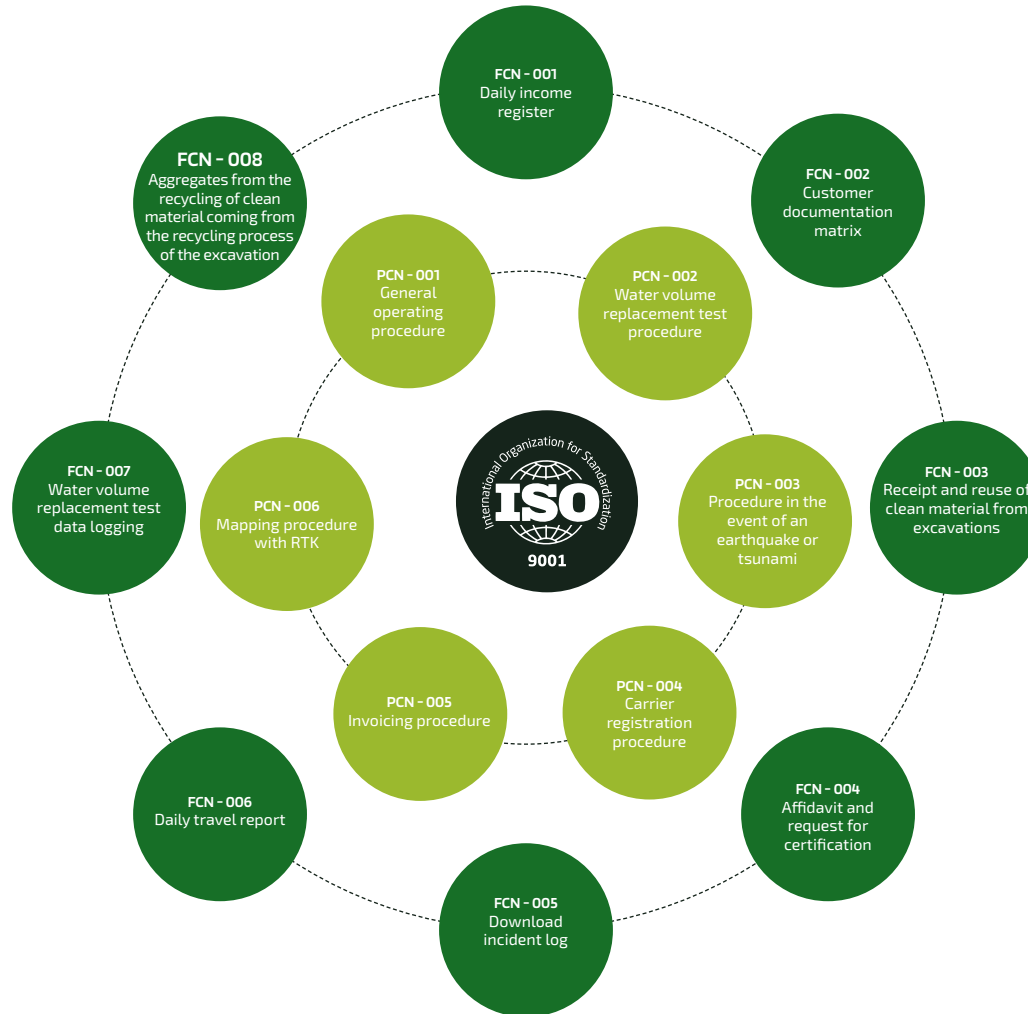 FCN - 001
Daily income
register
FCN - 002
Customer
documentation
matrix
FCN - 003
Receipt and reuse of
clean material from
excavations
FCN - 004
Affidavit and
request for
certification
FCN - 005
Download
incident log
FCN - 006
Daily travel report
FCN - 007
Water volume
replacement test
data logging
FCN - 008
Aggregates from the
recycling of clean
material coming from
the recycling process
of the excavation
PCN - 001
General
operating
procedure
PCN - 002
Water volume
replacement test
procedure
PCN - 003
Procedure in the
event of an
earthquake or
tsunami
PCN - 004
Carrier
registration
procedure
PCN - 005
Invoicing procedure
PCN - 006
Mapping procedure
with RTK
International Organization for Standardization
ISO
9001